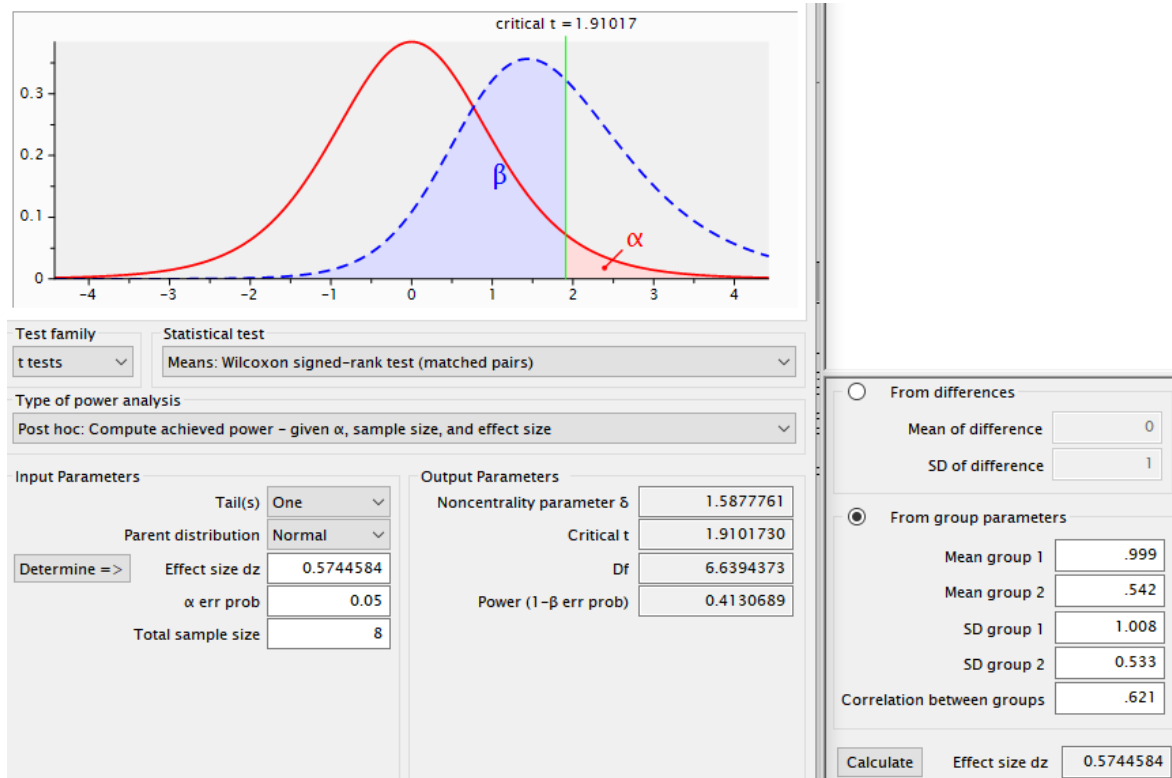 critical t = 1.91017
0.3
0.2
0.1
0
β
α
-4 -3 -2 -1 0 1 2 3 4
Test family
Statistical test
t tests
Means: Wilcoxon signed-rank test (matched pairs)
Type of power analysis
Post hoc: Compute achieved power - given α, sample size, and effect size
Input Parameters
Tail(s) One
Parent distribution Normal
Determine => Effect size dz 0.5744584
α err prob 0.05
Total sample size 8
Output Parameters
Noncentrality parameter δ 1.5877761
Critical t 1.9101730
Df 6.6394373
Power (1-β err prob) 0.4130689
From differences
Mean of difference 0
SD of difference 1
From group parameters
Mean group 1 .999
Mean group 2 .542
SD group 1 1.008
SD group 2 0.533
Correlation between groups .621
Calculate Effect size dz 0.5744584